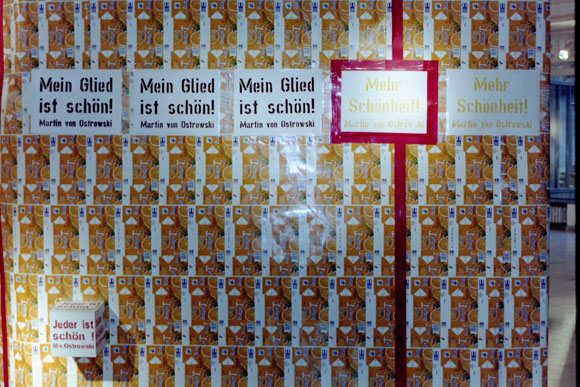 Mein Glied
ist schön!
Martin von Ostrowski
Mein Glied
ist schön!
Martin von Ostrowski
Mein Glied
ist schön!
Martin von Ostrowski
Mehr
Schönheit!
Martin von Ostrowski
Mehr
Schönheit!
Martin von Ostrowski
Jeder ist
schön !
M.v.Ostrowski